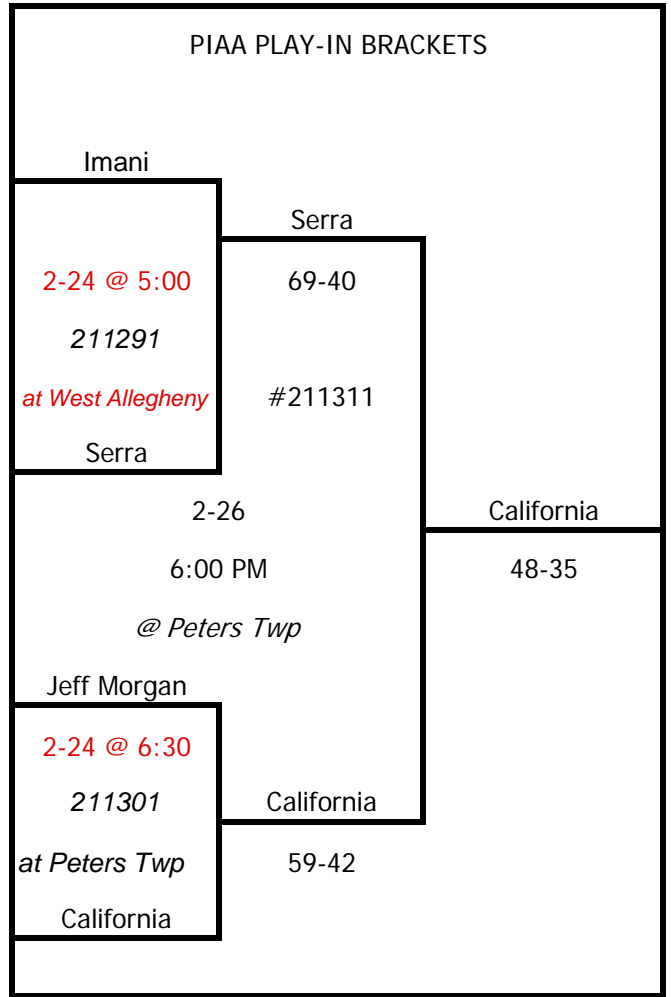 PIAA PLAY-IN BRACKETS
Imani
Serra
2-24 @ 5:00
69-40
211291
at West Allegheny
#211311
Serra
2-26
California
6:00 PM
48-35
@ Peters Twp
Jeff Morgan
2-24 @ 6:30
211301
California
at Peters Twp
59-42
California